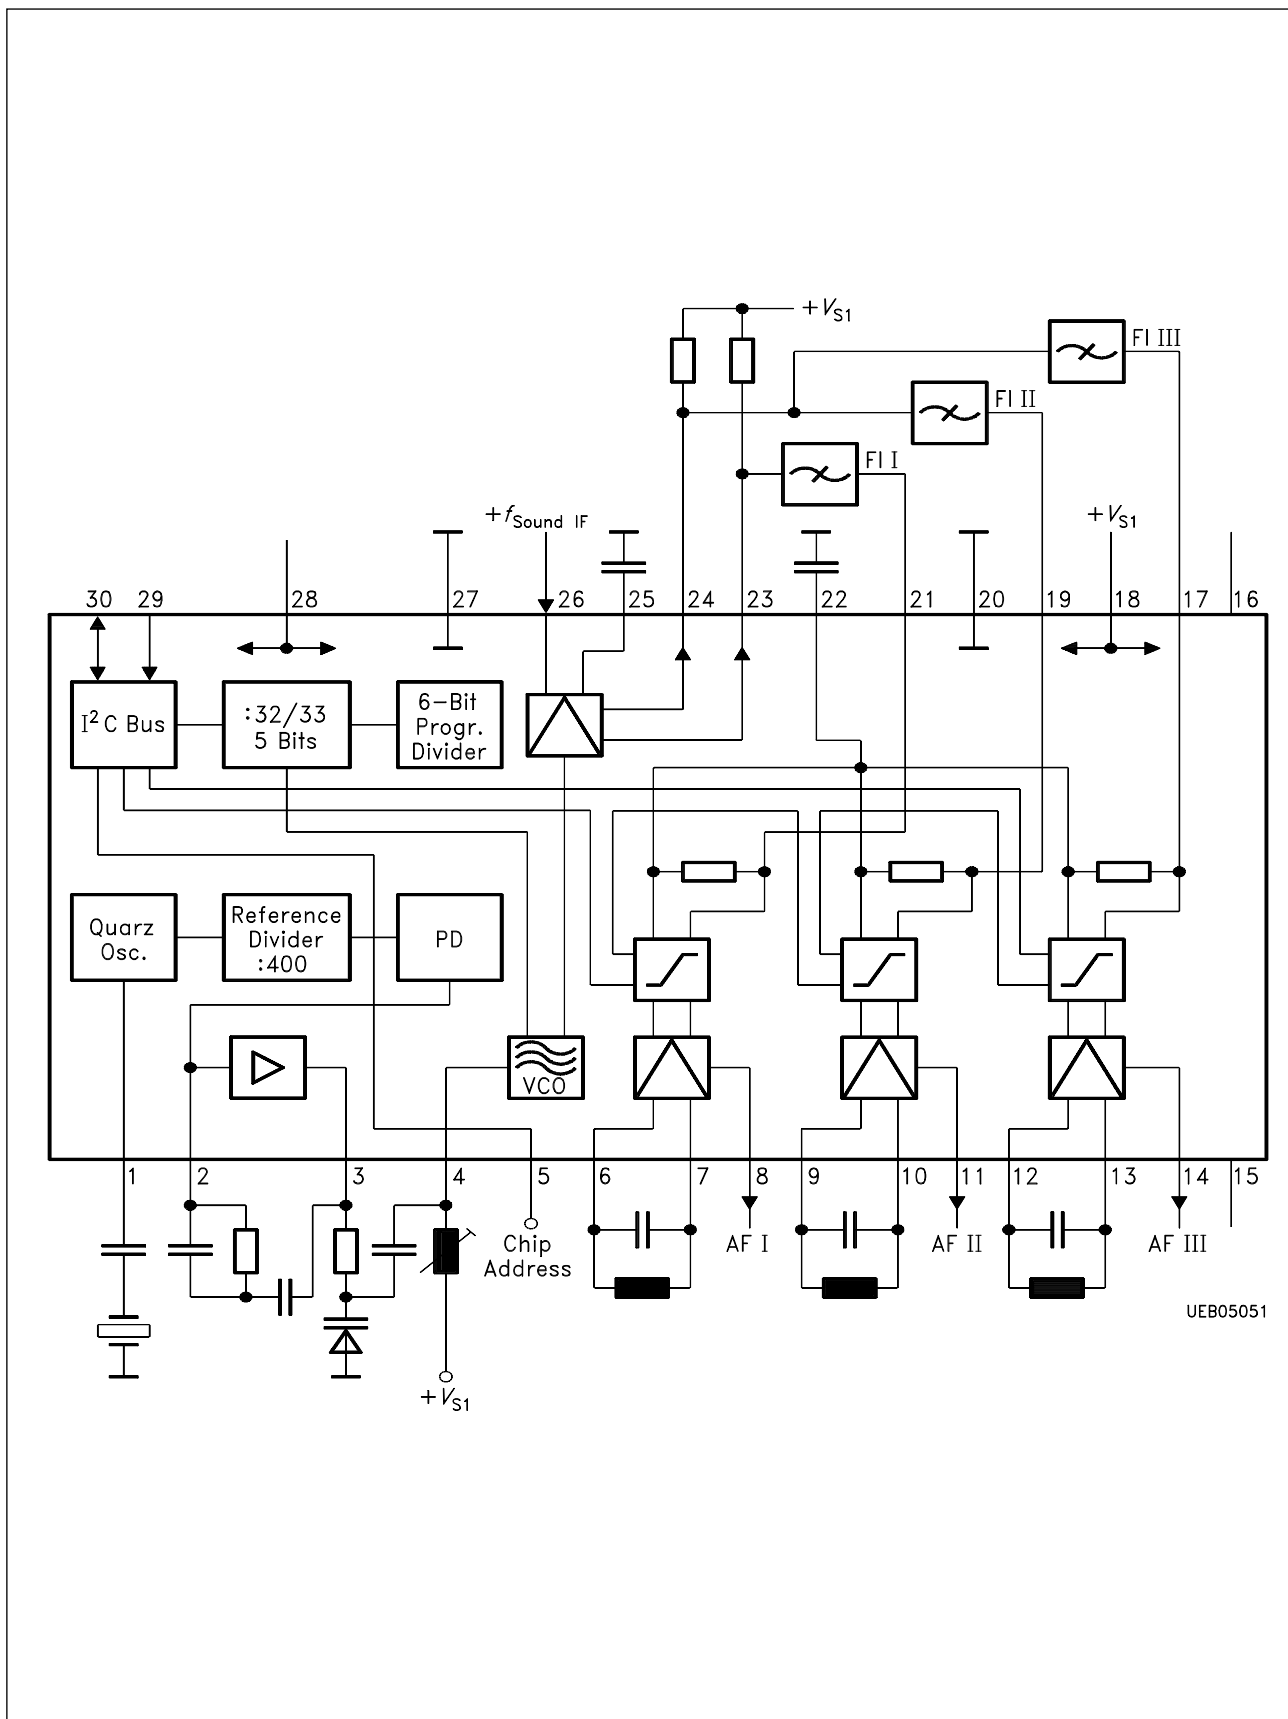 +VS1
FI III
FI II
FI I
+fSound IF
+VS1
30 29 28 27 26 25 24 23 22 21 20 19 18 17 16
I²C Bus
:32/33
5 Bits
6-Bit
Progr.
Divider
Quarz
Osc.
Reference
Divider
:400
PD
VCO
1 2 3 4 5 6 7 8 9 10 11 12 13 14 15
Chip
Address
AF I
AF II
AF III
UEB05051
+VS1